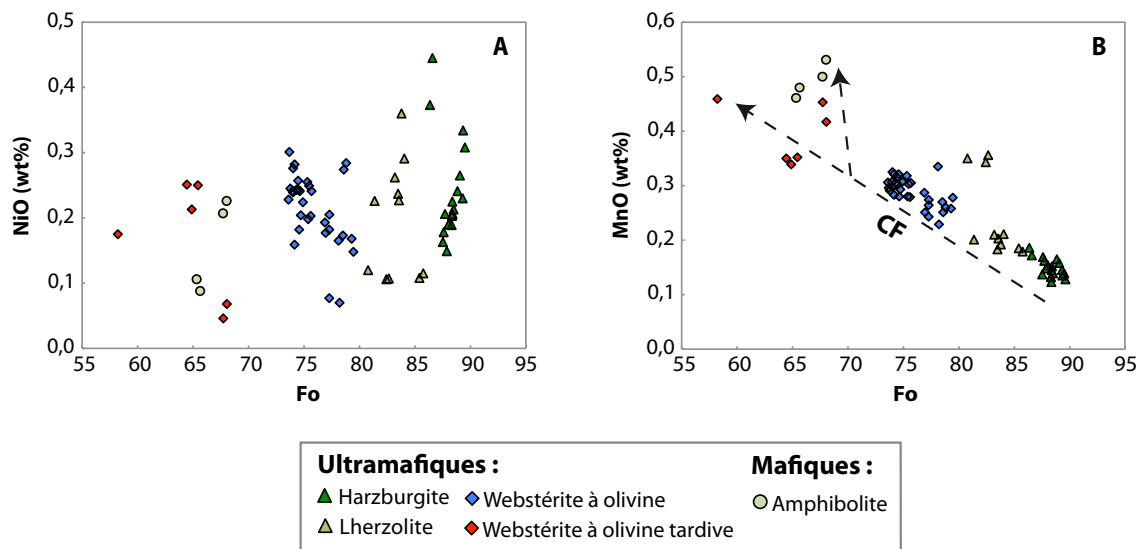 A
NiO (wt%)
0,5
0,4
0,3
0,2
0,1
0,0
55 60 65 70 75 80 85 90 95
Fo
B
MnO (wt%)
0,6
0,5
0,4
0,3
0,2
0,1
0,0
CF
55 60 65 70 75 80 85 90 95
Fo
Ultramafiques : Mafiques :
Harzburgite Webstérite à olivine Amphibolite
Lherzolite Webstérite à olivine tardive